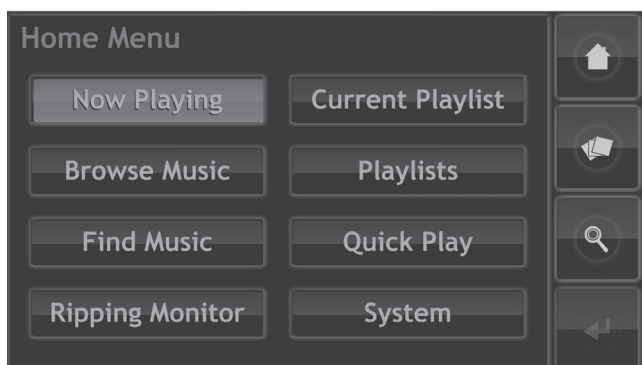 Home Menu
Now Playing
Current Playlist
Browse Music
Playlists
Find Music
Quick Play
Ripping Monitor
System